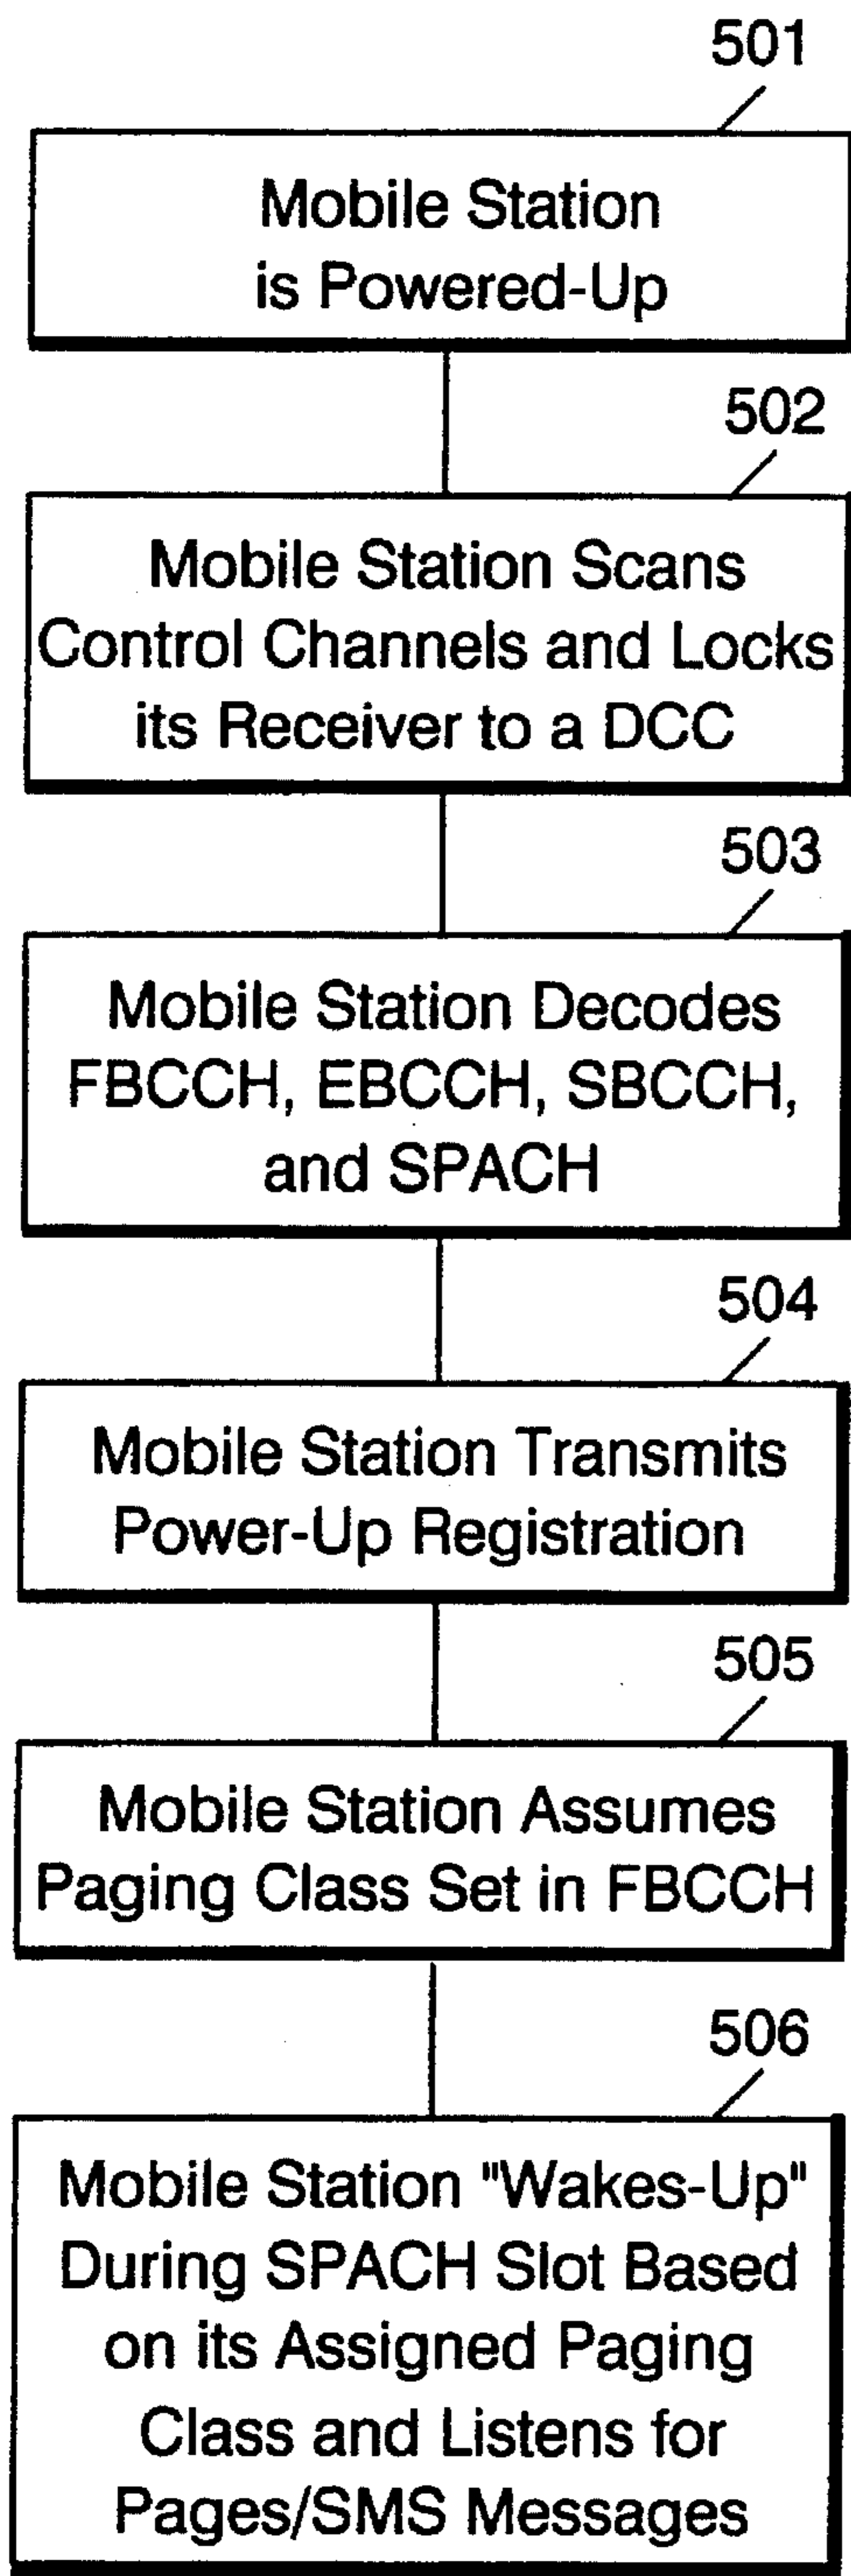 501
Mobile Station
is Powered-Up
502
Mobile Station Scans
Control Channels and Locks
its Receiver to a DCC
503
Mobile Station Decodes
FBCCH, EBCCH, SBCCH,
and SPACH
504
Mobile Station Transmits
Power-Up Registration
505
Mobile Station Assumes
Paging Class Set in FBCCH
506
Mobile Station "Wakes-Up"
During SPACH Slot Based
on its Assigned Paging
Class and Listens for
Pages/SMS Messages